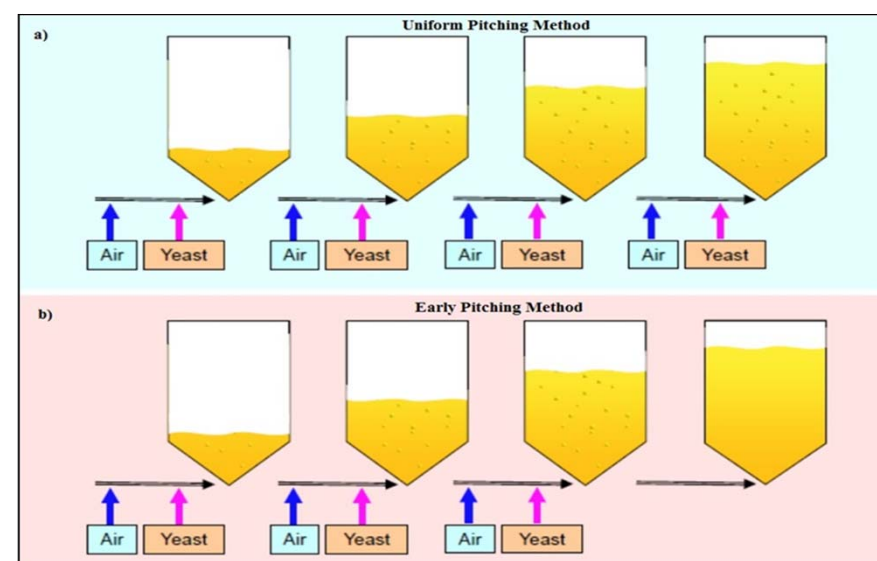 Uniform Pitching Method
a)
Air Yeast Air Yeast Air Yeast Air Yeast
Early Pitching Method
b)
Air Yeast Air Yeast Air Yeast